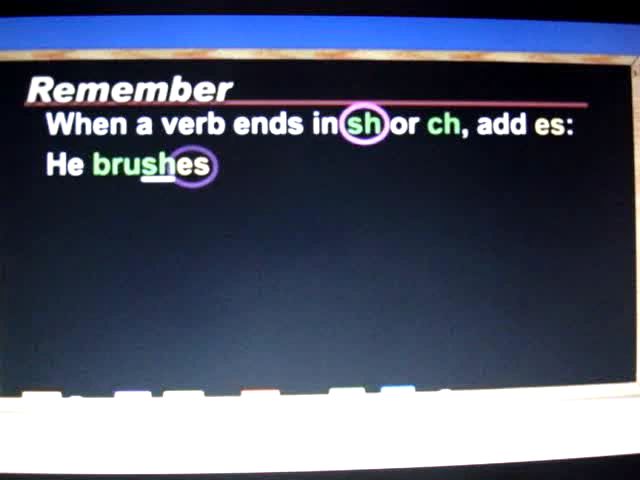 Remember
When a verb ends in sh or ch, add es:
He brushes